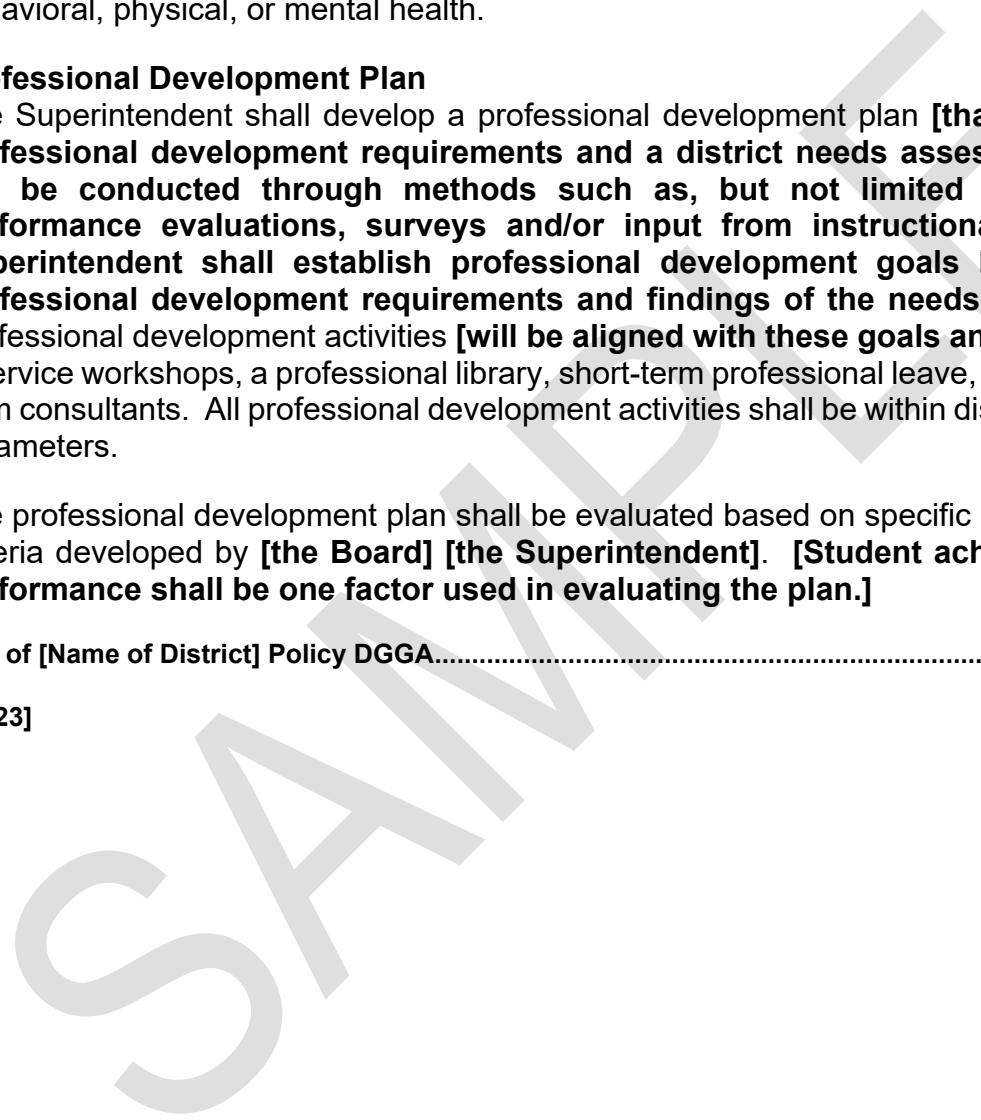 avioral, physical, or mental health.
fessional Development Plan
e Superintendent shall develop a professional development plan [tha
fessional development requirements and a district needs asses
be conducted through methods such as, but not limited
formance evaluations, surveys and/or input from instructiona
perintendent shall establish professional development goals
fessional development requirements and findings of the needs
fessional development activities [will be aligned with these goals an
ervice workshops, a professional library, short-term professional leave,
m consultants. All professional development activities shall be within dis
ameters.
e professional development plan shall be evaluated based on specific
eria developed by [the Board] [the Superintendent]. [Student ach
formance shall be one factor used in evaluating the plan.]
of [Name of District] Policy DGGA................................................................................
23]
SAMPLE